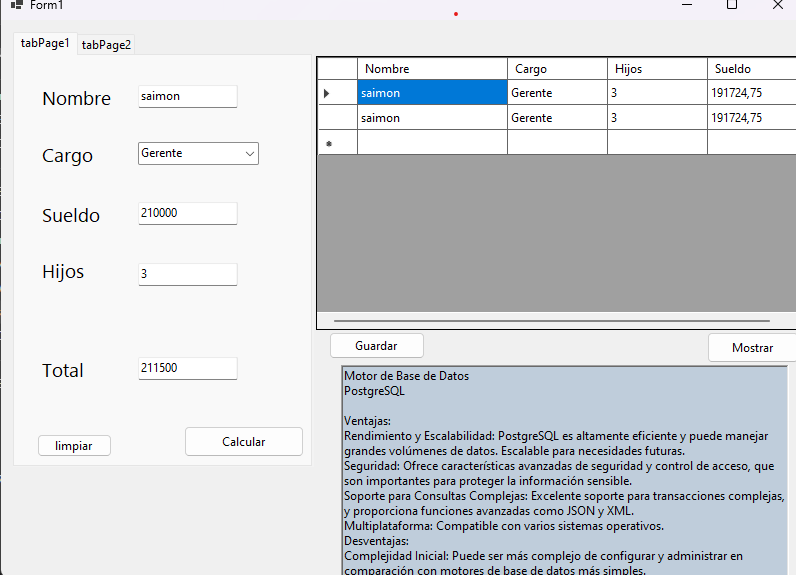 Form1
tabPage1
tabPage2
Nombre
saimon
Cargo
Gerente
Sueldo
210000
Hijos
3
Total
211500
limpiar
Calcular
Nombre Cargo Hijos Sueldo
saimon Gerente 3 191724,75
saimon Gerente 3 191724,75
Guardar
Mostrar
Motor de Base de Datos
PostgreSQL
Ventajas:
Rendimiento y Escalabilidad: PostgreSQL es altamente eficiente y puede manejar
grandes volúmenes de datos. Escalable para necesidades futuras.
Seguridad: Ofrece características avanzadas de seguridad y control de acceso, que
son importantes para proteger la información sensible.
Soporte para Consultas Complejas: Excelente soporte para transacciones complejas,
y proporciona funciones avanzadas como JSON y XML.
Multiplataforma: Compatible con varios sistemas operativos.
Desventajas:
Complejidad Inicial: Puede ser más complejo de configurar y administrar en
comparación con motores de base de datos más simples.